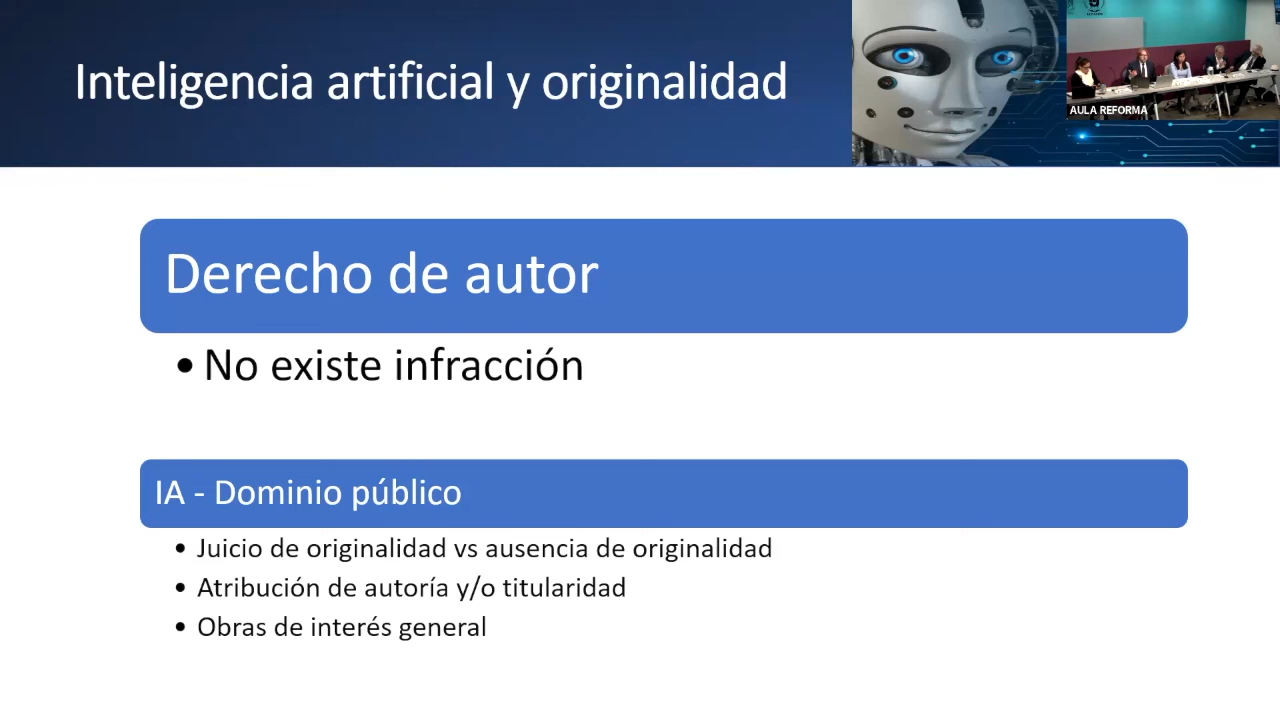 Inteligencia artificial y originalidad
AULA REFORMA
Derecho de autor
• No existe infracción
IA - Dominio público
• Juicio de originalidad vs ausencia de originalidad
• Atribución de autoría y/o titularidad
• Obras de interés general